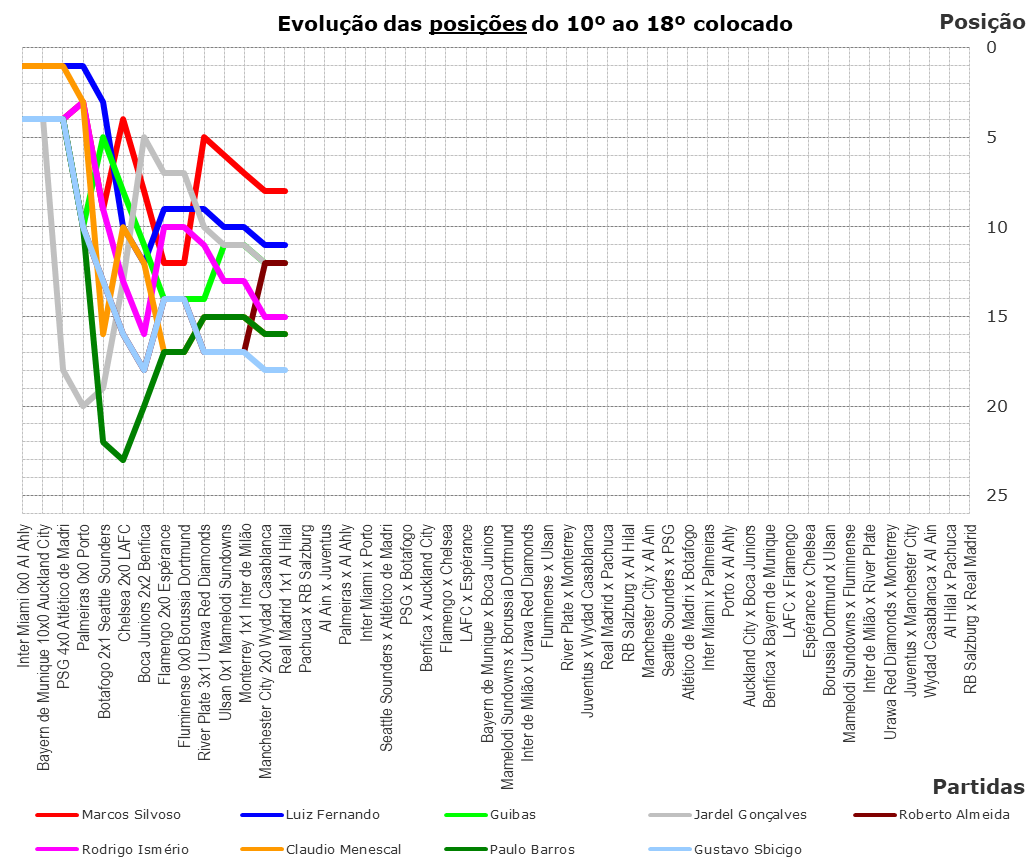 Evolução das posições do 10º ao 18º colocado
Posição
0
5
10
15
20
25
Inter Miami 0x0 Al Ahly
Bayern de Munique 10x0 Auckland City
PSG 4x0 Atlético de Madri
Palmeiras 0x0 Porto
Botafogo 2x1 Seattle Sounders
Chelsea 2x0 LAFC
Boca Juniors 2x2 Benfica
Flamengo 2x0 Espérance
Fluminense 0x0 Borussia Dortmund
River Plate 3x1 Urawa Red Diamonds
Ulsan 0x1 Mamelodi Sundowns
Monterrey 1x1 Inter de Milão
Manchester City 2x0 Wydad Casablanca
Real Madrid 1x1 Al Hilal
Pachuca x RB Salzburg
Al Ain x Juventus
Palmeiras x Al Ahly
Inter Miami x Porto
Seattle Sounders x Atlético de Madri
PSG x Botafogo
Benfica x Auckland City
Flamengo x Chelsea
LAFC x Espérance
Bayern de Munique x Boca Juniors
Mamelodi Sundowns x Borussia Dortmund
Inter de Milão x Urawa Red Diamonds
Fluminense x Ulsan
River Plate x Monterrey
Juventus x Wydad Casablanca
Real Madrid x Pachuca
RB Salzburg x Al Hilal
Manchester City x Al Ain
Seattle Sounders x PSG
Atlético de Madri x Botafogo
Inter Miami x Palmeiras
Porto x Al Ahly
Auckland City x Boca Juniors
Benfica x Bayern de Munique
LAFC x Flamengo
Espérance x Chelsea
Borussia Dortmund x Ulsan
Mamelodi Sundowns x Fluminense
Inter de Milão x River Plate
Urawa Red Diamonds x Monterrey
Juventus x Manchester City
Wydad Casablanca x Al Ain
Al Hilal x Pachuca
RB Salzburg x Real Madrid
Partidas
Marcos Silvoso
Luiz Fernando
Guibas
Jardel Gonçalves
Roberto Almeida
Rodrigo Ismério
Claudio Menescal
Paulo Barros
Gustavo Sbicigo